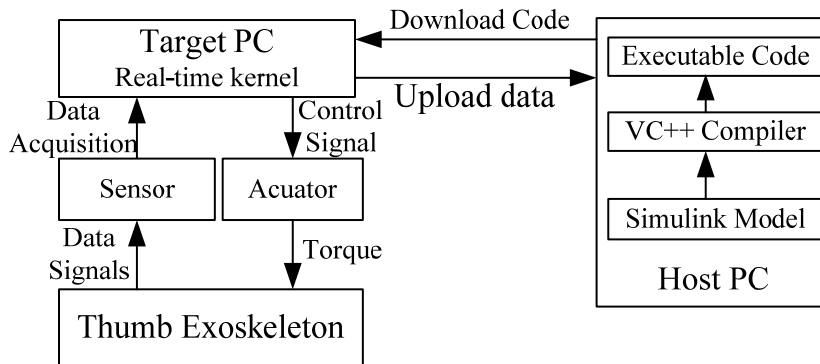 Download Code
Target PC
Real-time kernel
Executable Code
Upload data
Data
Acquisition
Control
Signal
VC++ Compiler
Sensor
Acuator
Simulink Model
Data
Signals
Torque
Host PC
Thumb Exoskeleton